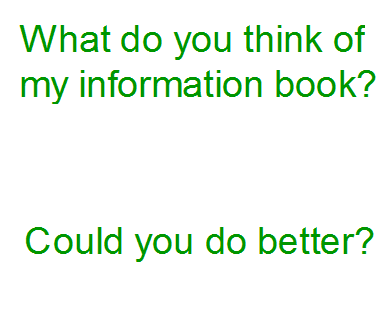 What do you think of
my information book?
Could you do better?